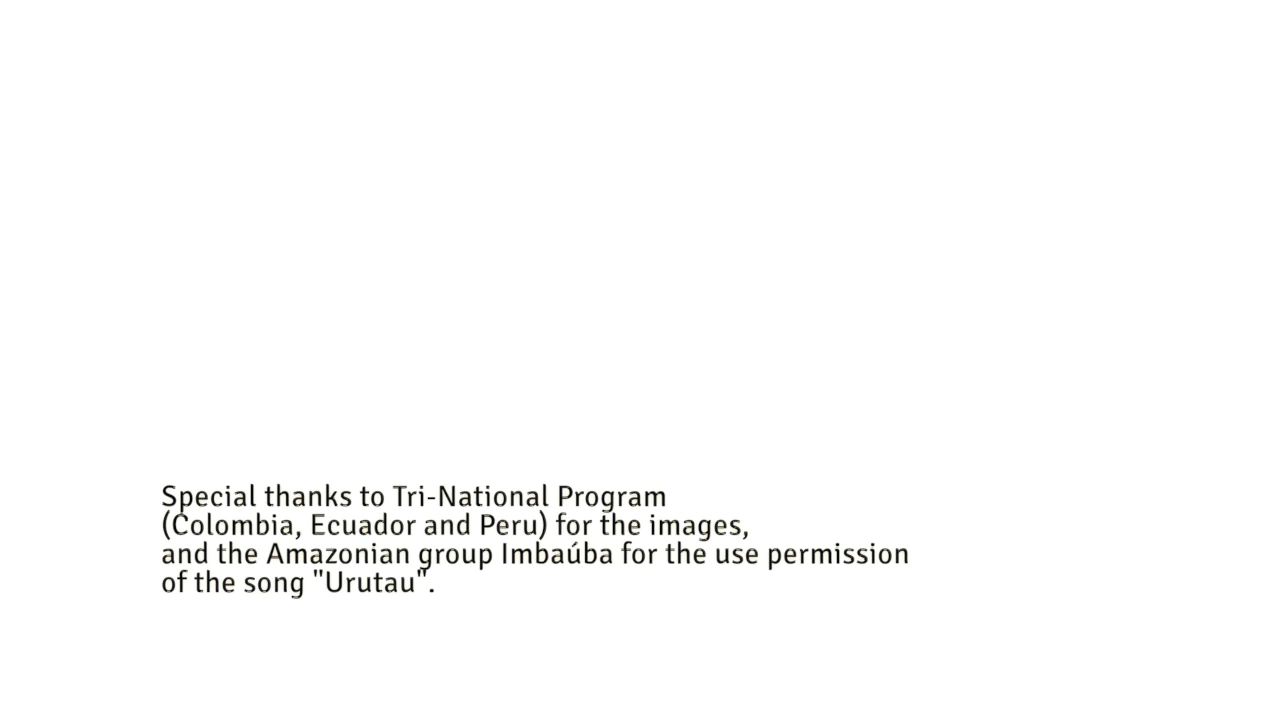 Special thanks to Tri-National Program
(Colombia, Ecuador and Peru) for the images,
and the Amazonian group Imbaúba for the use permission
of the song "Urutau".